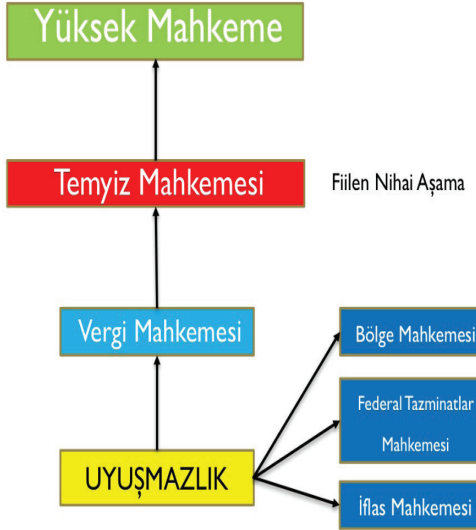 Yüksek Mahkeme
Temyiz Mahkemesi
Fiilen Nihai Aşama
Vergi Mahkemesi
Bölge Mahkemesi
Federal Tazminatlar
Mahkemesi
UYUŞMAZLIK
İflas Mahkemesi